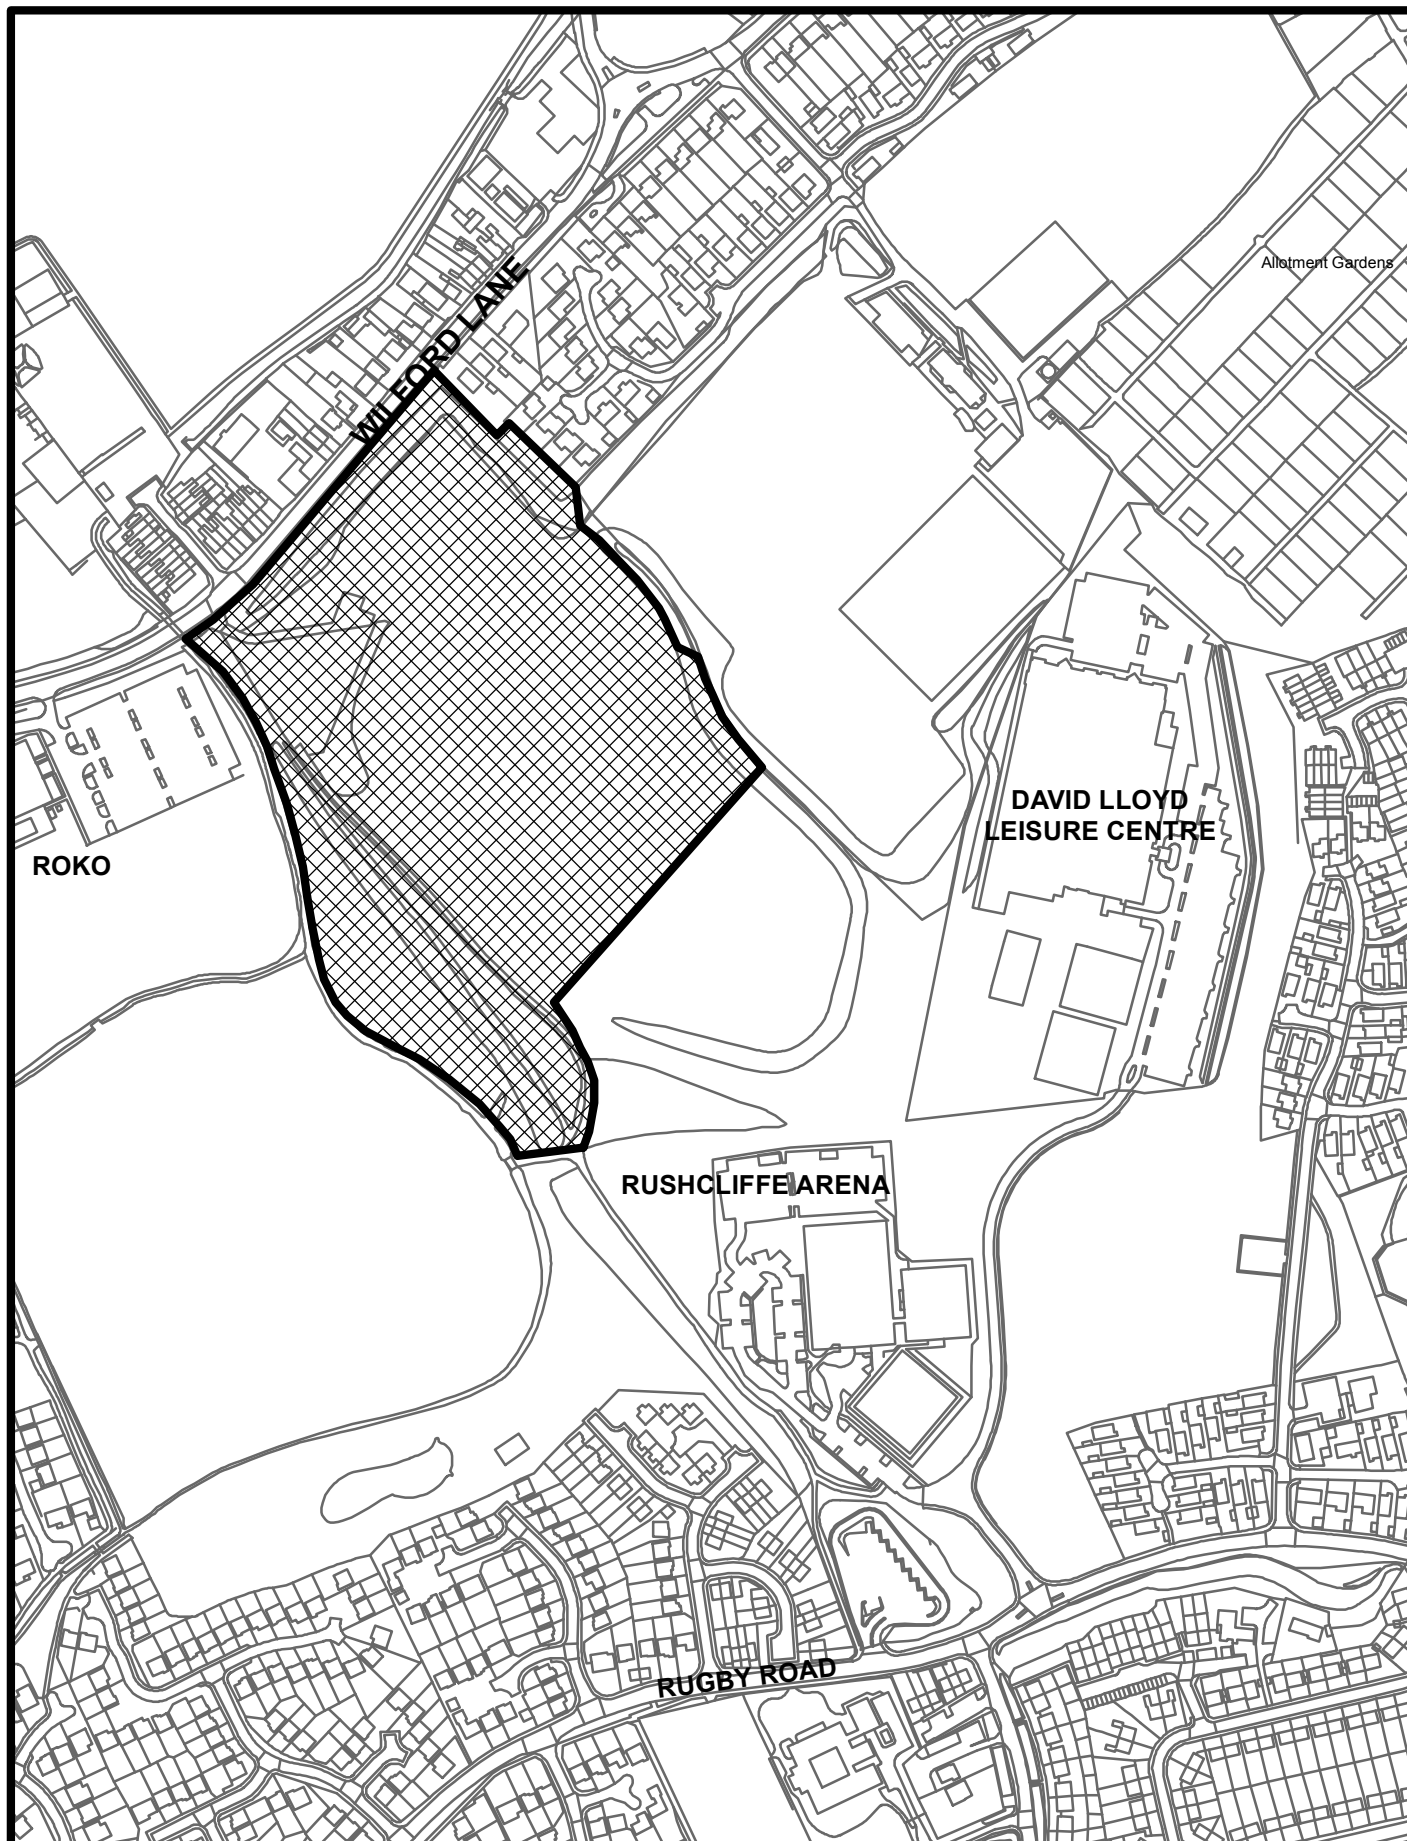 Allotment Gardens
WILFORD LANE
DAVID LLOYD
LEISURE CENTRE
ROKO
RUSHCLIFFE ARENA
RUGBY ROAD